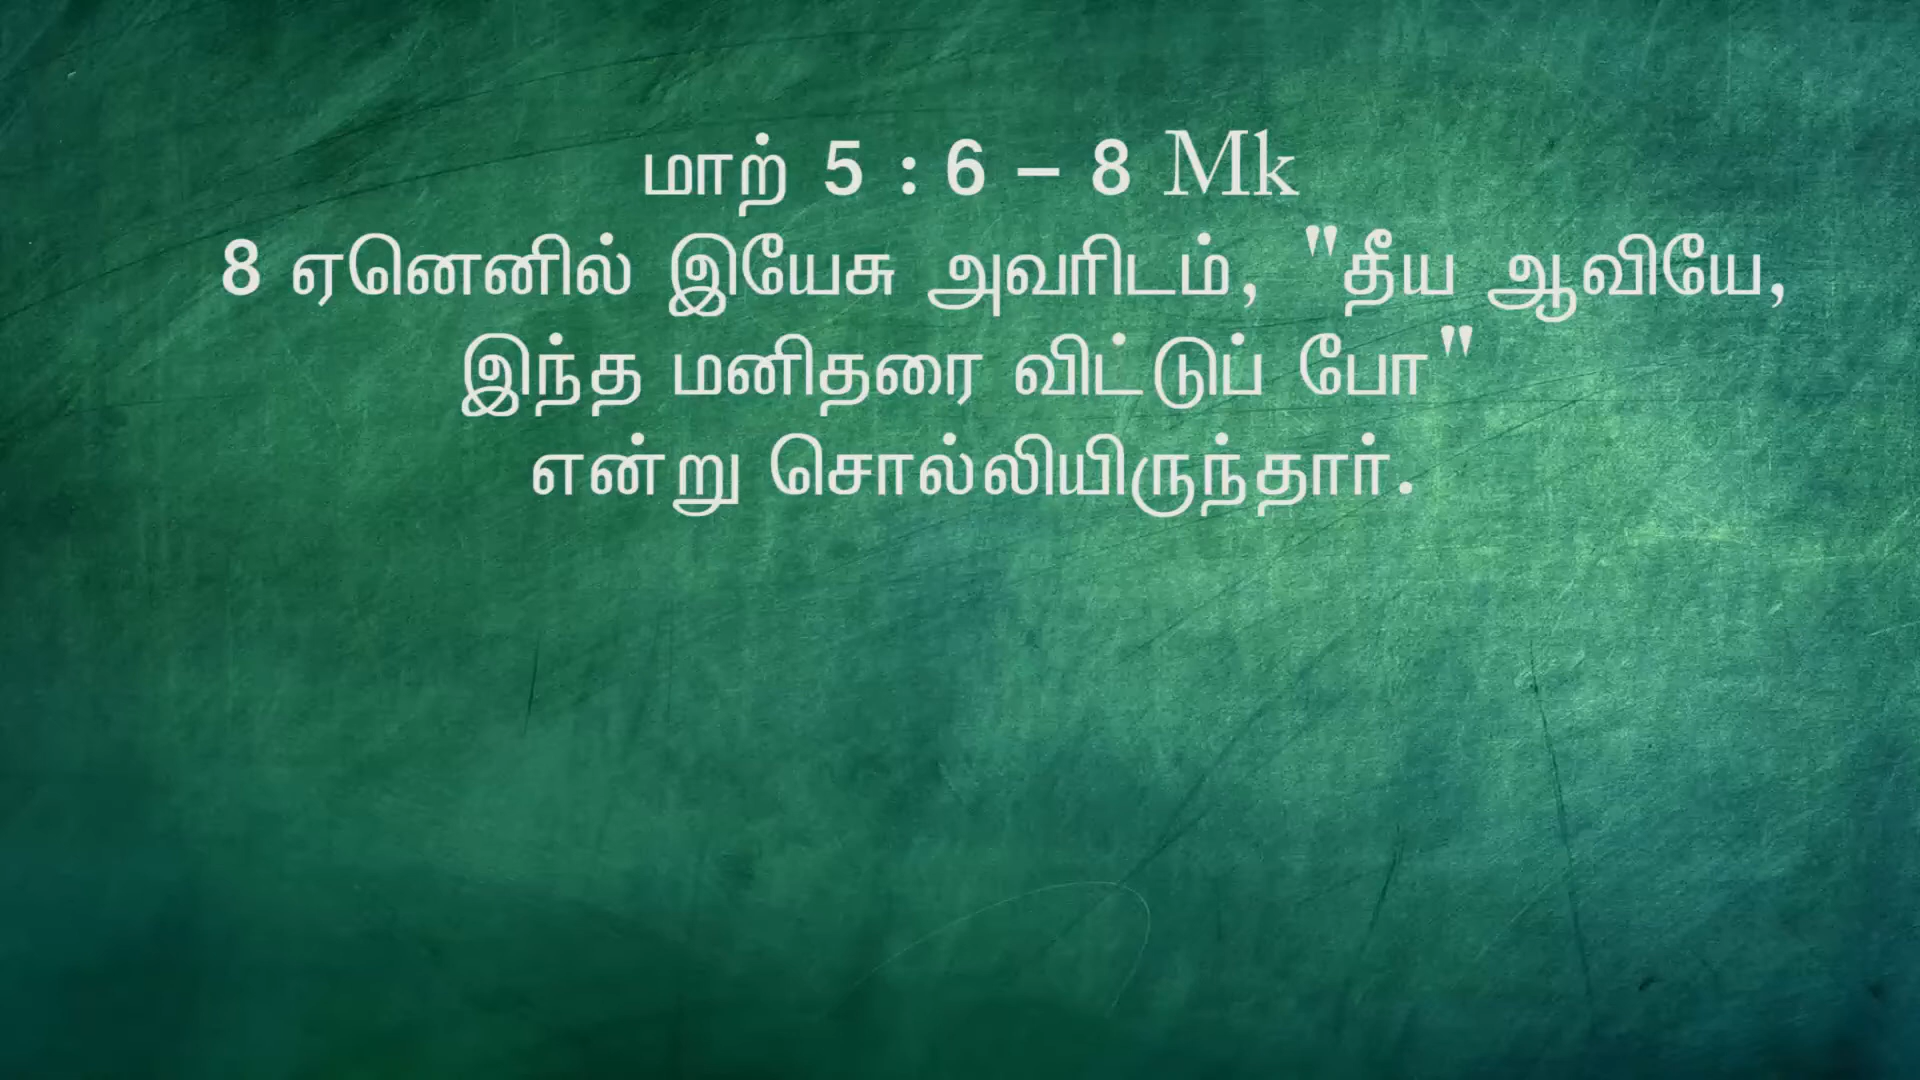 மாற் 5 : 6 – 8 Mk
8 ஏனெனில் இயேசு அவரிடம், "தீய ஆவியே,
இந்த மனிதரை விட்டுப் போ"
என்று சொல்லியிருந்தார்.